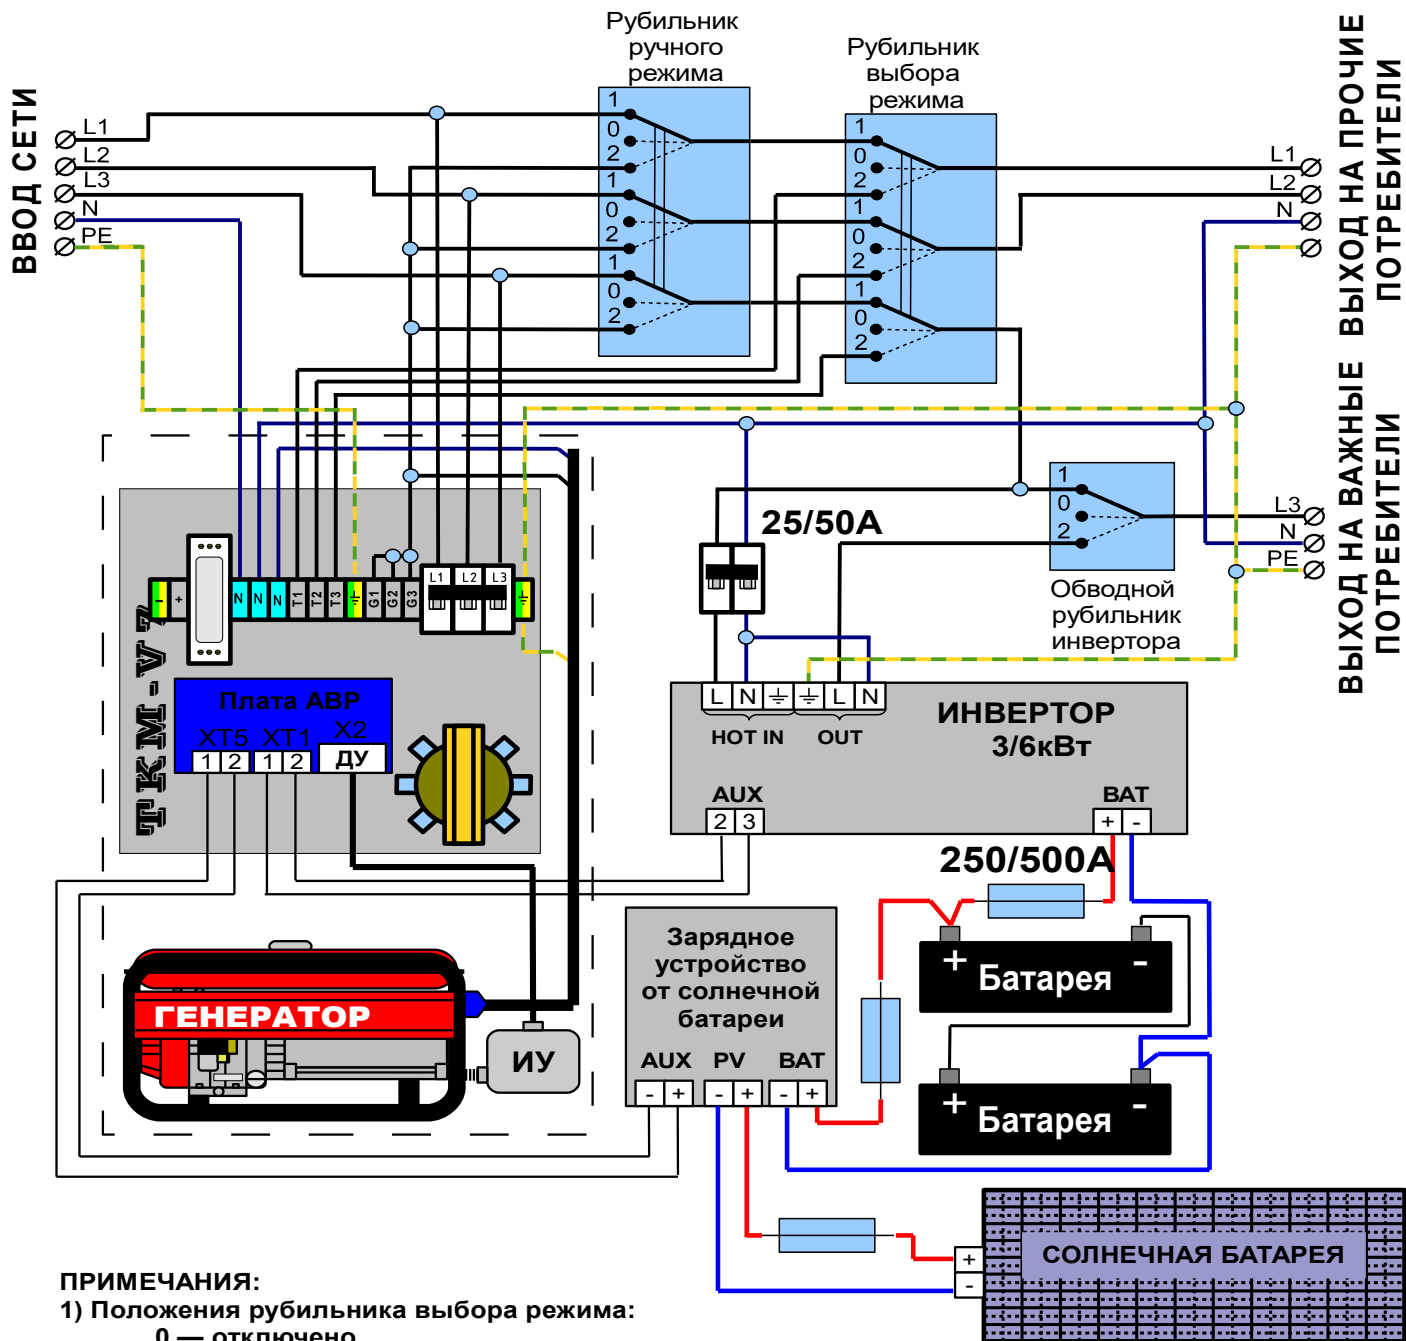 Рубильник
ручного
режима
Рубильник
выбора
режима
ВВОД СЕТИ
L1
L2
L3
N
PE
1
0
2
1
0
2
1
0
2
1
0
2
1
0
2
1
0
2
L1
L2
N
ВЫХОД НА ПРОЧИЕ
ПОТРЕБИТЕЛИ
25/50А
1
0
2
Обводной
рубильник
инвертора
L3
N
PE
ВЫХОД НА ВАЖНЫЕ
ПОТРЕБИТЕЛИ
- + N N N T1 T2 T3 G1 G2 G3 L1 L2 L3
TKM-V7
Плата АВР
XT5 XT1 X2
1 2 1 2 ДУ
L N L N
HOT IN OUT
ИНВЕРТОР
3/6кВт
AUX
2 3
BAT
+ -
250/500А
Зарядное
устройство
от солнечной
батареи
AUX PV BAT
- + - + - +
+ Батарея -
+ Батарея -
ГЕНЕРАТОР
ИУ
+
-
СОЛНЕЧНАЯ БАТАРЕЯ
ПРИМЕЧАНИЯ:
1) Положения рубильника выбора режима:
0 — отключено